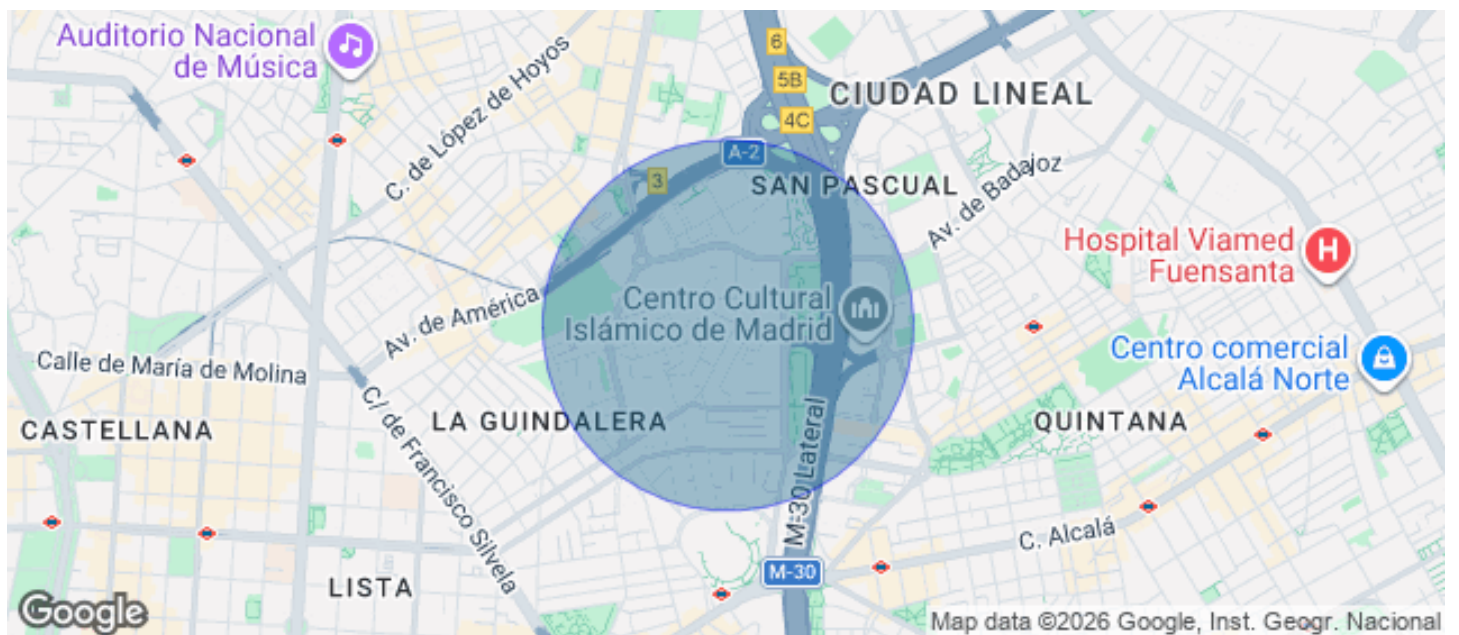 Auditorio Nacional
de Música
C. de López de Hoyos
6
5B
4C
CIUDAD LINEAL
A-2
3
SAN PASCUAL
Av. de Badajoz
Hospital Viamed
Fuensanta
Av. de América
Centro Cultural
Islámico de Madrid
Centro comercial
Alcalá Norte
Calle de María de Molina
CASTELLANA
C/ de Francisco Silvela
LA GUINDALERA
QUINTANA
M-30 Lateral
C. Alcalá
M-30
LISTA
Google
Map data ©2026 Google, Inst. Geogr. Nacional